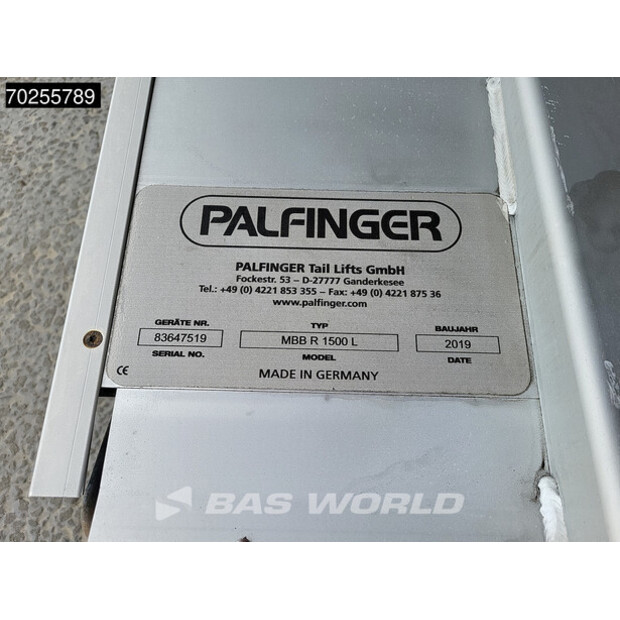 70255789
PALFINGER
PALFINGER Tail Lifts GmbH
Fockestr. 53 – D-27777 Ganderkesee
Tel.: +49 (0) 4221 853 355 – Fax: +49 (0) 4221 875 36
www.palfinger.com
GERÄTE NR. TYP BAUJAHR
83647519 MBB R 1500 L 2019
SERIAL NO. MODEL DATE
CE MADE IN GERMANY
BAS WORLD